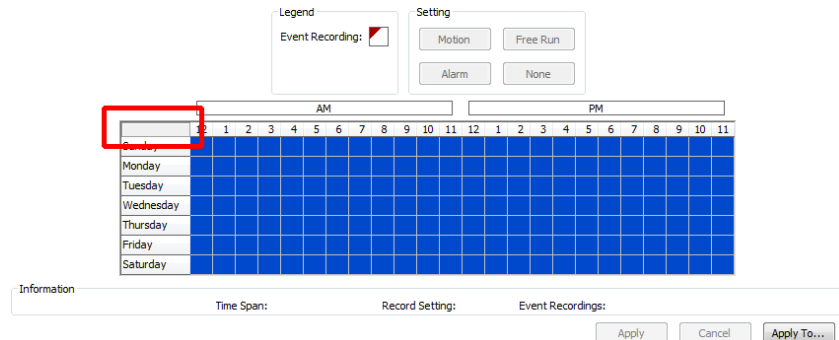 Legend Setting
Event Recording: Motion Free Run
Alarm None
AM PM
12 1 2 3 4 5 6 7 8 9 10 11 12 1 2 3 4 5 6 7 8 9 10 11
Sunday
Monday
Tuesday
Wednesday
Thursday
Friday
Saturday
Information
Time Span: Record Setting: Event Recordings:
Apply Cancel Apply To...